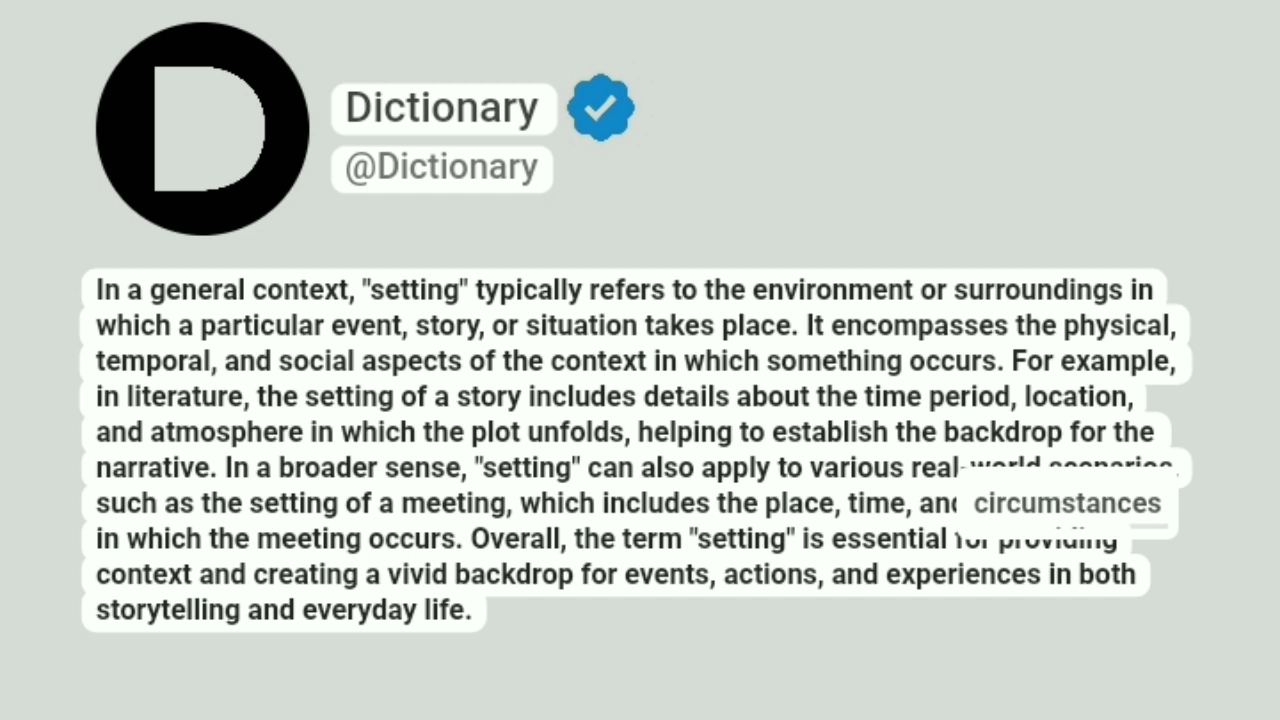 D
Dictionary
@Dictionary
In a general context, "setting" typically refers to the environment or surroundings in
which a particular event, story, or situation takes place. It encompasses the physical,
temporal, and social aspects of the context in which something occurs. For example,
in literature, the setting of a story includes details about the time period, location,
and atmosphere in which the plot unfolds, helping to establish the backdrop for the
narrative. In a broader sense, "setting" can also apply to various real-world scenarios,
such as the setting of a meeting, which includes the place, time, and circumstances
in which the meeting occurs. Overall, the term "setting" is essential for providing
context and creating a vivid backdrop for events, actions, and experiences in both
storytelling and everyday life.